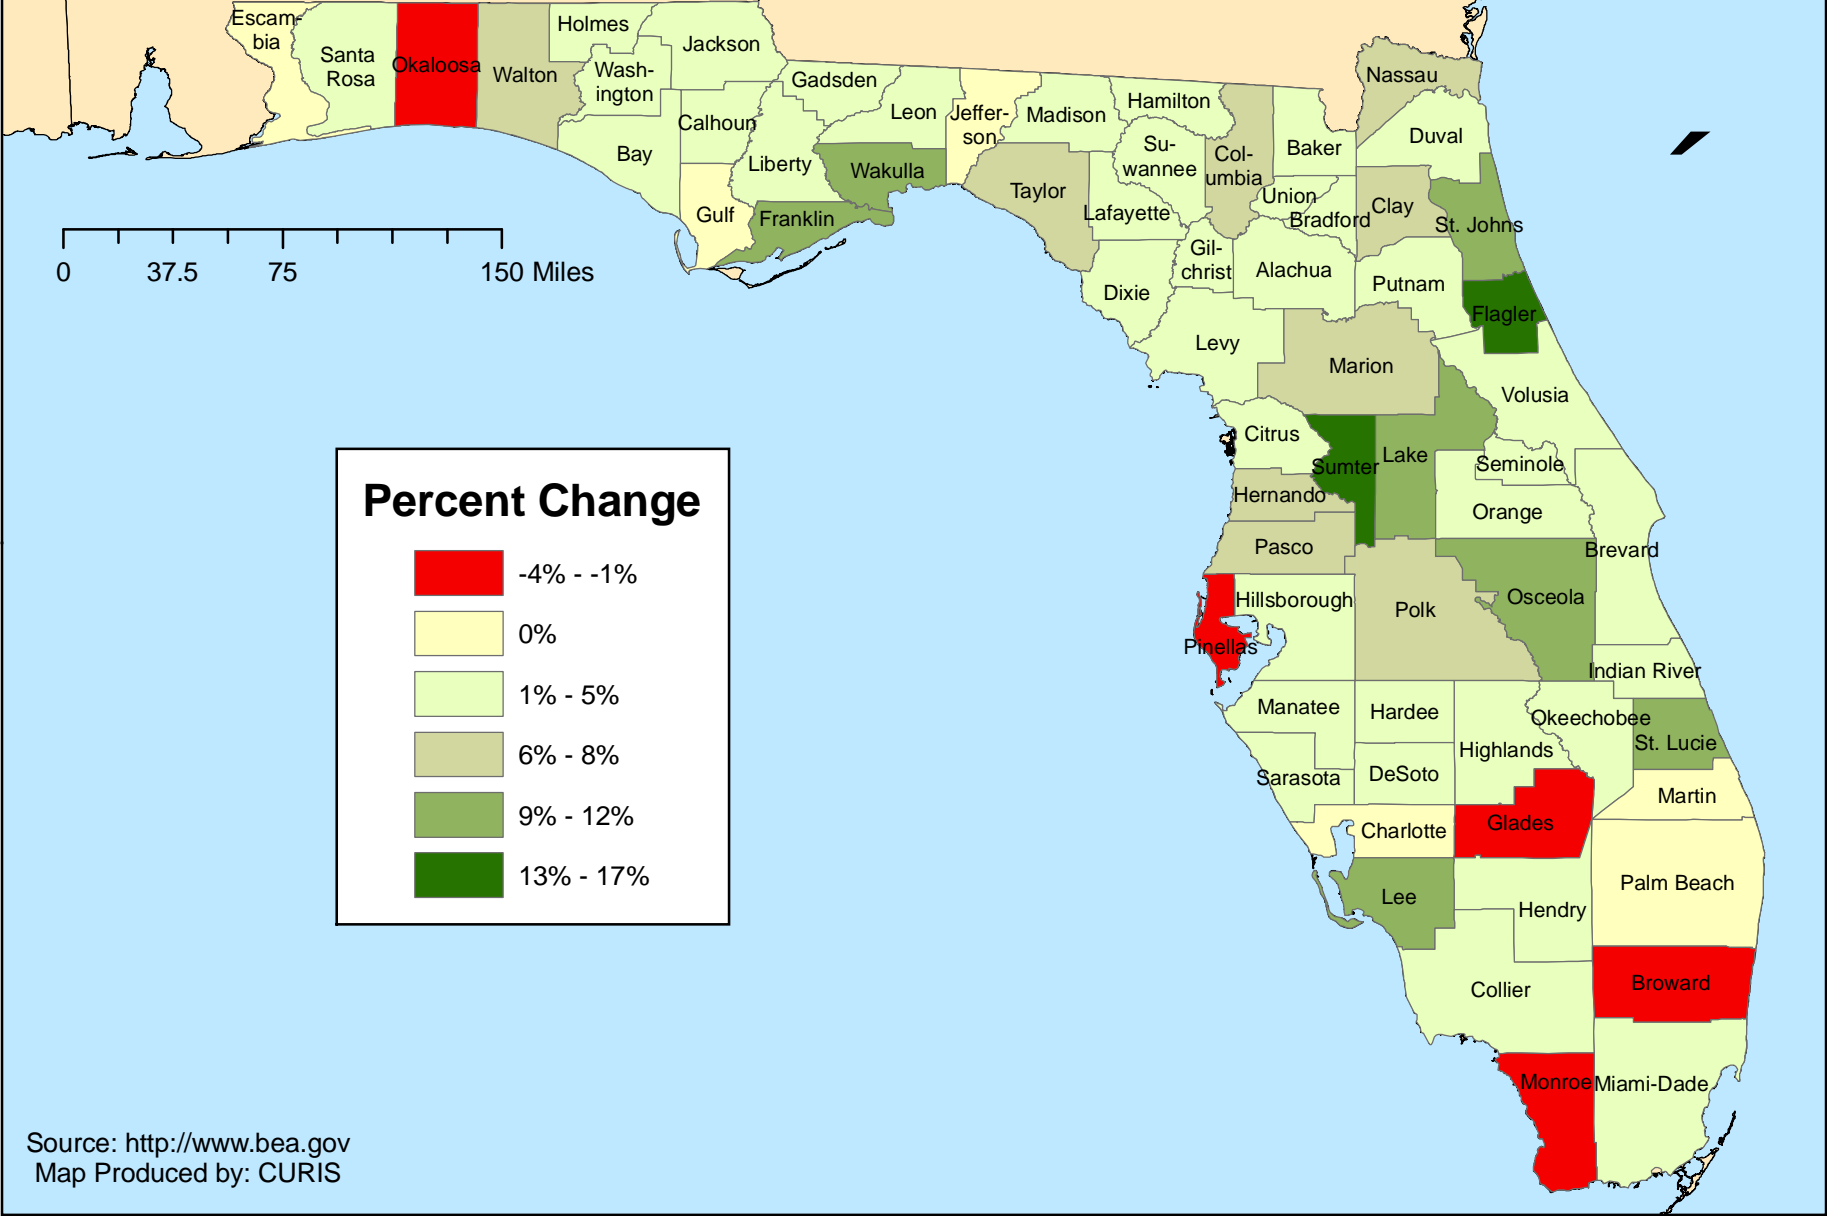 Escam-
bia
Santa
Rosa
Okaloosa
Walton
Holmes
Wash-
ington
Jackson
Bay
Calhoun
Gulf
Liberty
Gadsden
Franklin
Leon
Wakulla
Jeffer-
son
Madison
Taylor
Hamilton
Su-
wannee
Lafayette
Dixie
Col-
umbia
Gil-
christ
Levy
Baker
Union
Bradford
Alachua
Nassau
Duval
Clay
St. Johns
Putnam
Flagler
Marion
Volusia
Citrus
Sumter
Lake
Seminole
Hernando
Orange
Pasco
Brevard
Hillsborough
Pinellas
Polk
Osceola
Indian River
Manatee
Hardee
Highlands
Okeechobee
St. Lucie
Sarasota
DeSoto
Martin
Charlotte
Glades
Lee
Hendry
Palm Beach
Collier
Broward
Monroe
Miami-Dade
0 37.5 75 150 Miles
Percent Change
-4% - -1%
0%
1% - 5%
6% - 8%
9% - 12%
13% - 17%
Source: http://www.bea.gov
Map Produced by: CURIS